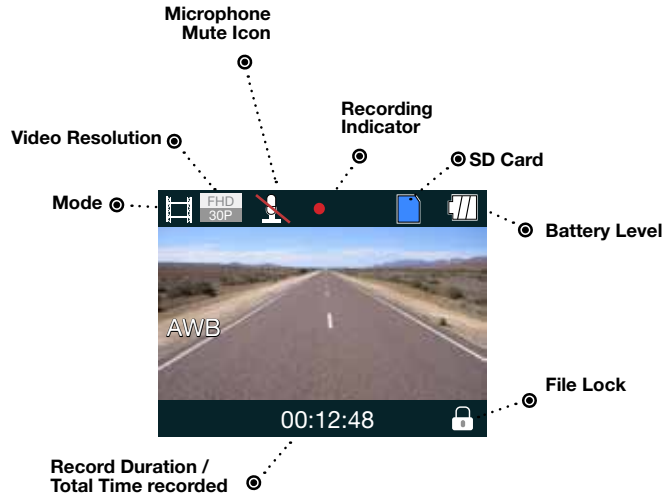 Microphone
Mute Icon
Recording
Indicator
Video Resolution
SD Card
Mode
FHD
30P
Battery Level
AWB
File Lock
00:12:48
Record Duration /
Total Time recorded